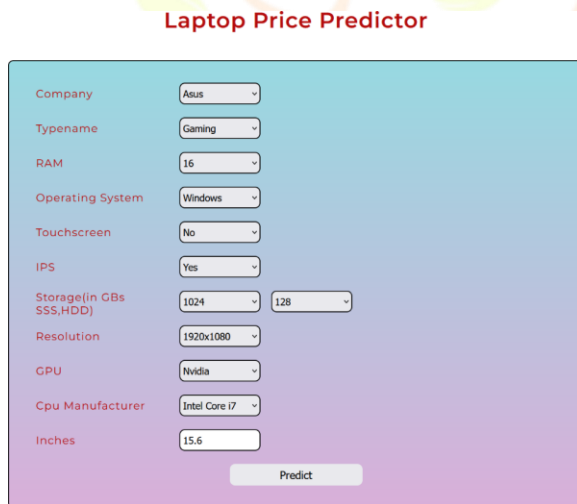 Laptop Price Predictor
Company Asus
Typename Gaming
RAM 16
Operating System Windows
Touchscreen No
IPS Yes
Storage(in GBs
SSS,HDD) 1024 128
Resolution 1920x1080
GPU Nvidia
Cpu Manufacturer Intel Core i7
Inches 15.6
Predict